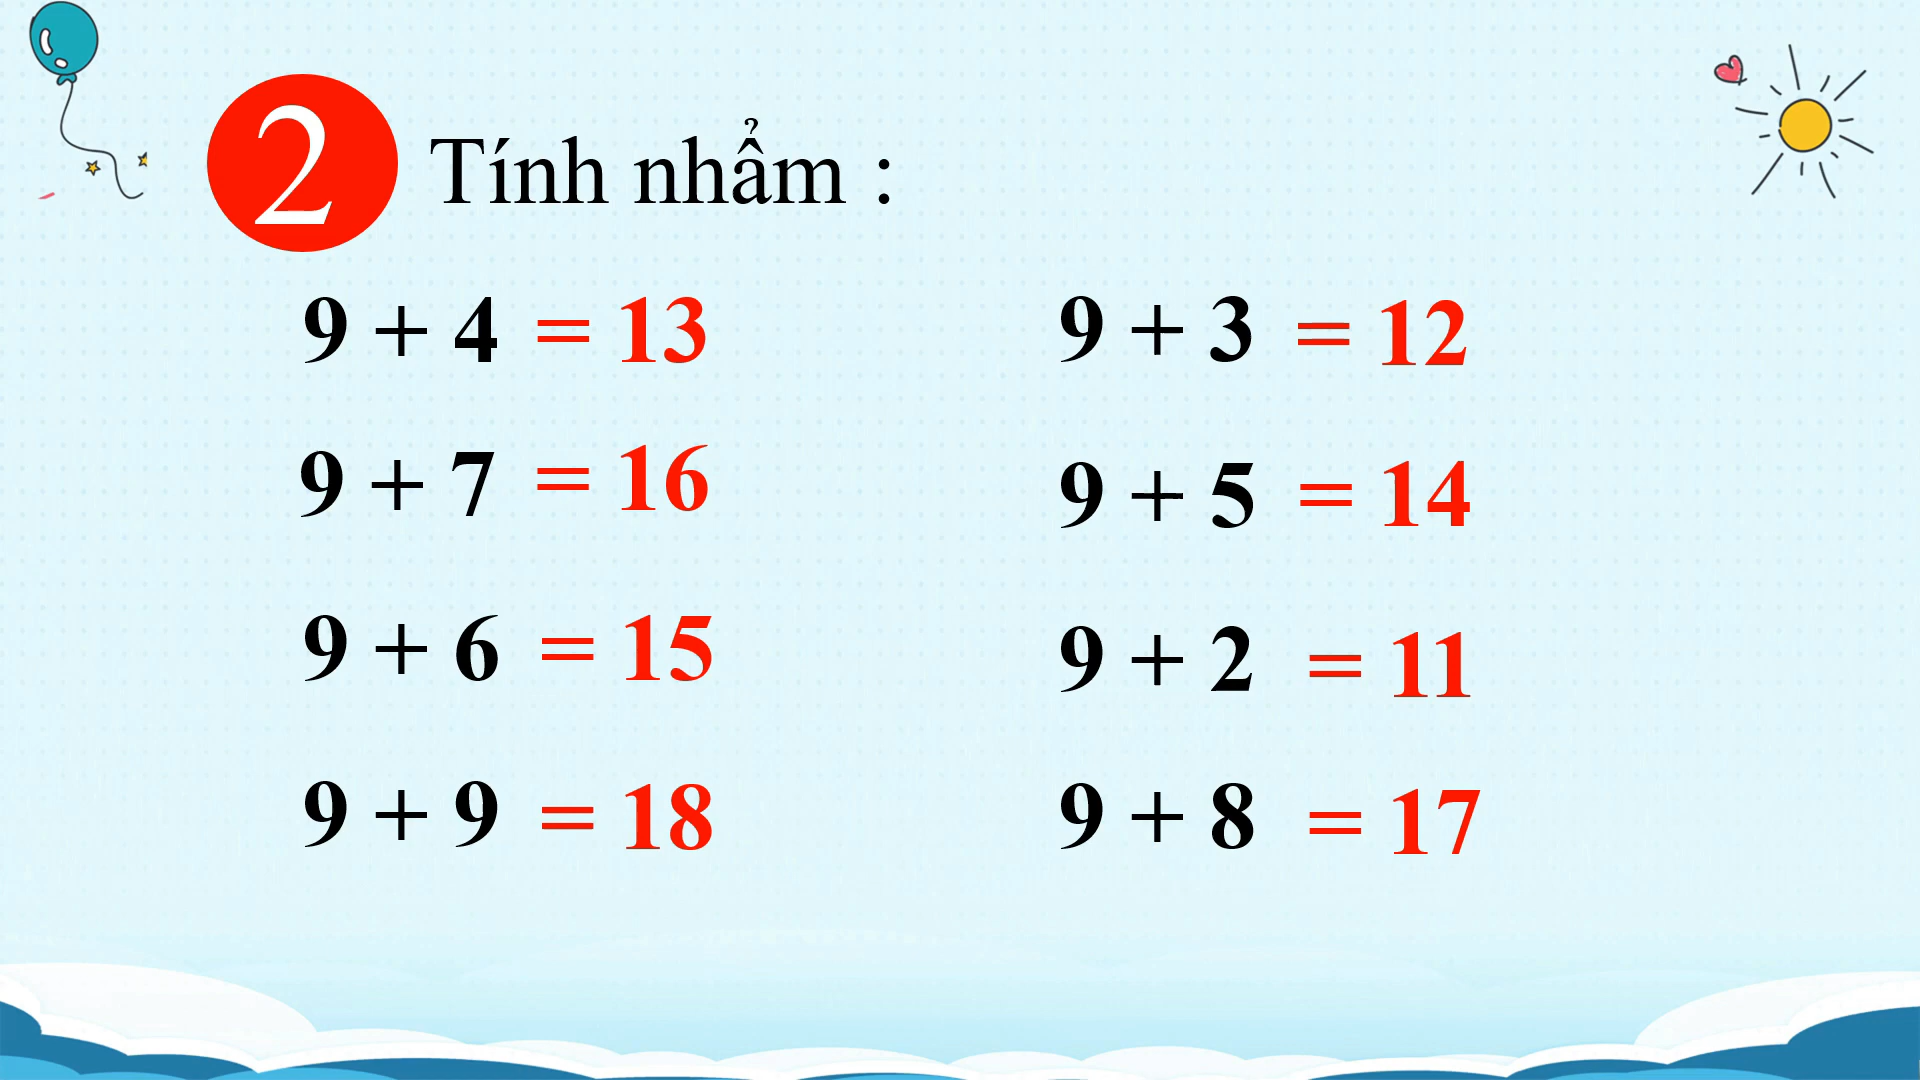 2 Tính nhẩm :
9 + 4 = 13
9 + 3 = 12
9 + 7 = 16
9 + 5 = 14
9 + 6 = 15
9 + 2 = 11
9 + 9 = 18
9 + 8 = 17